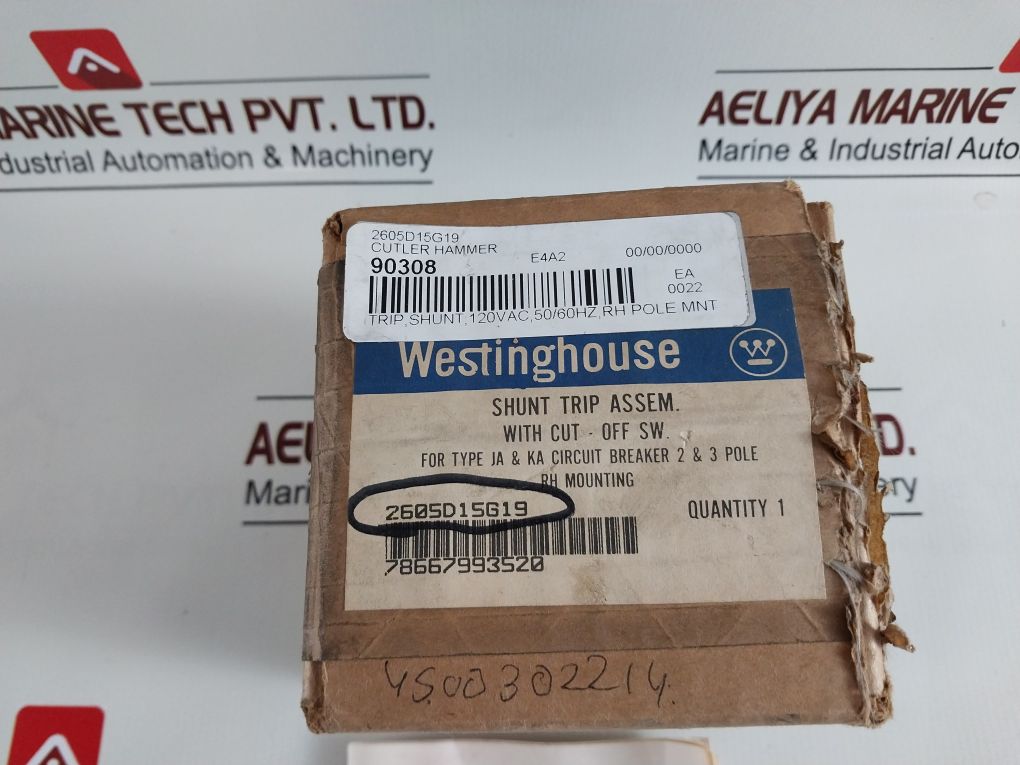 MARINE TECH PVT. LTD.
Industrial Automation & Machinery
AELIYA MARINE
Marine & Industrial Auto
2605D15G19
CUTLER HAMMER
E4A2
00/00/0000
90308
EA
0022
TRIP,SHUNT,120VAC,50/60HZ,RH POLE MNT
Westinghouse
W
SHUNT TRIP ASSEM.
WITH CUT - OFF SW.
FOR TYPE JA & KA CIRCUIT BREAKER 2 & 3 POLE
RH MOUNTING
2605D15G19
QUANTITY 1
78667993520
4500302214.